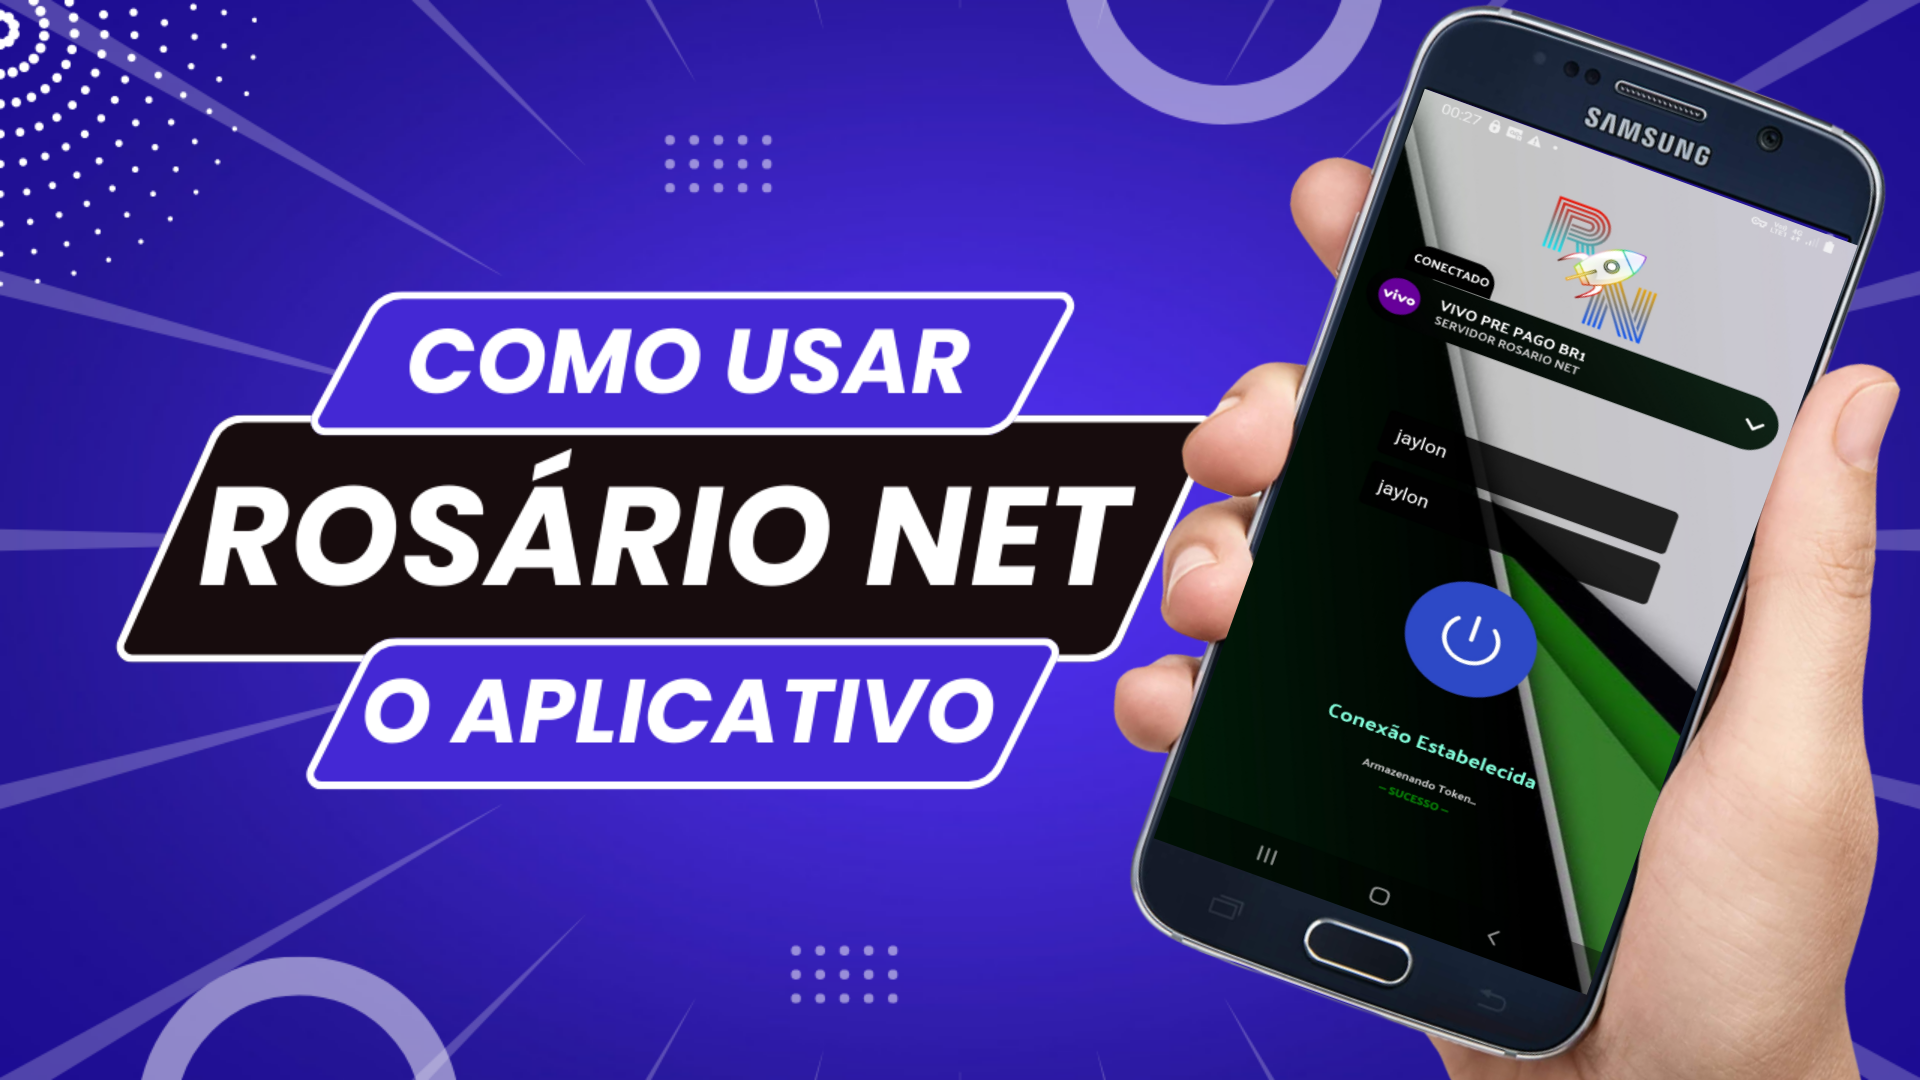 COMO USAR
ROSÁRIO NET
O APLICATIVO
SAMSUNG
00:27
R
N
CONECTADO
vivo
VIVO PRE PAGO BR1
SERVIDOR ROSARIO NET
jaylon
jaylon
Conexão Estabelecida
Armazenando Token..
– SUCESSO –